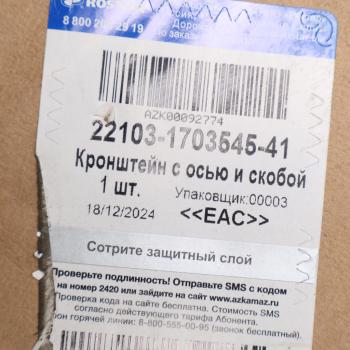 8 800
29 19
AZK00092774
22103-1703545-41
Кронштейн с осью и скобой
1 шт.
Упаковщик:00003
18/12/2024
<<EAC>>
Сотрите защитный слой
Проверьте подлинность! Отправьте SMS с кодом
на номер 2420 или зайдите на сайт www.azkamaz.ru
Проверка кода на сайте бесплатна. Стоимость SMS
согласно действующего тарифа Абонента.
горячей линии: 8-800-555-00-95 (звонок бесплатный).